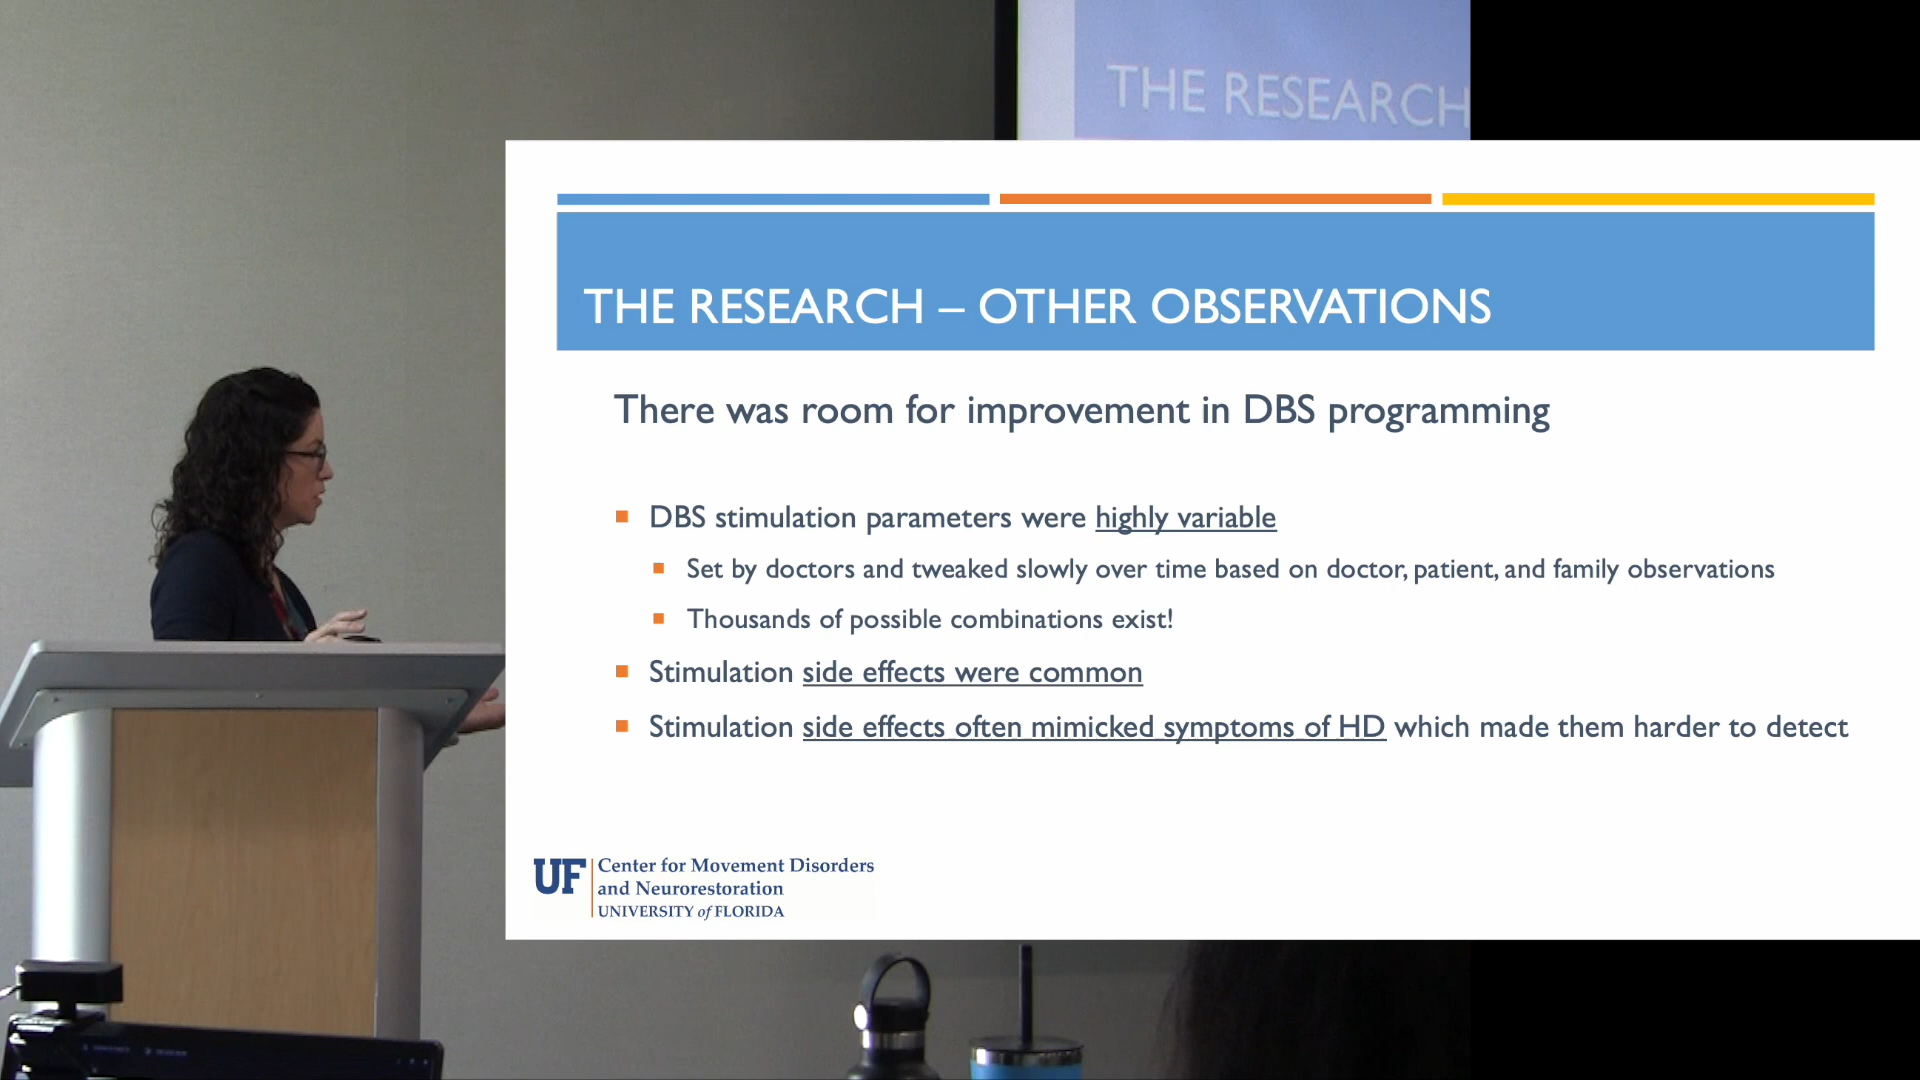 THE RESEARCH
THE RESEARCH – OTHER OBSERVATIONS
There was room for improvement in DBS programming
DBS stimulation parameters were highly variable
Set by doctors and tweaked slowly over time based on doctor, patient, and family observations
Thousands of possible combinations exist!
Stimulation side effects were common
Stimulation side effects often mimicked symptoms of HD which made them harder to detect
UF
Center for Movement Disorders
and Neurorestoration
UNIVERSITY of FLORIDA